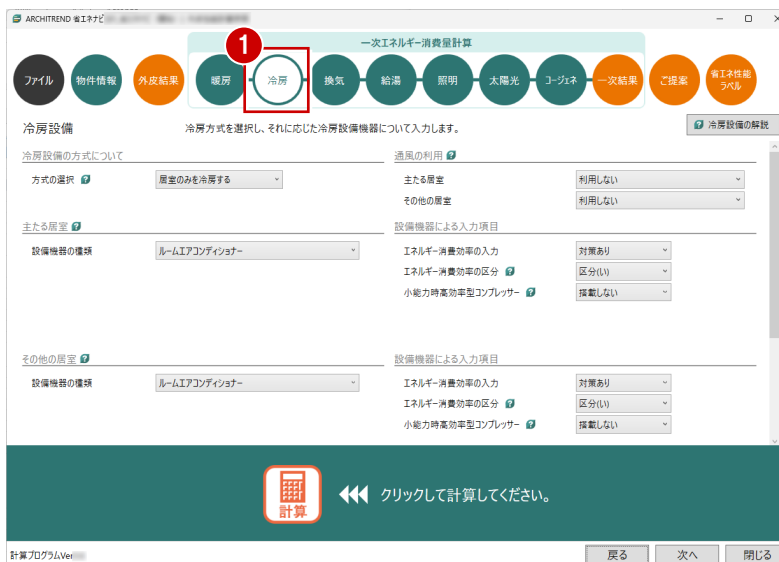 ARCHITREND 省エネナビ
一次エネルギー消費量計算
1
ファイル
物件情報
外皮結果
暖房
冷房
換気
給湯
照明
太陽光
コージェネ
一次結果
ご提案
省エネ性能
ラベル
冷房設備
冷房方式を選択し、それに応じた冷房設備機器について入力します。
冷房設備の解説
冷房設備の方式について
方式の選択 居室のみを冷房する
通風の利用
主たる居室 利用しない
その他の居室 利用しない
主たる居室
設備機器の種類 ルームエアコンディショナー
設備機器による入力項目
エネルギー消費効率の入力 対策あり
エネルギー消費効率の区分 区分(い)
小能力時高効率型コンプレッサー 搭載しない
その他の居室
設備機器の種類 ルームエアコンディショナー
設備機器による入力項目
エネルギー消費効率の入力 対策あり
エネルギー消費効率の区分 区分(い)
小能力時高効率型コンプレッサー 搭載しない
計算
クリックして計算してください。
計算プログラムVer
戻る
次へ
閉じる